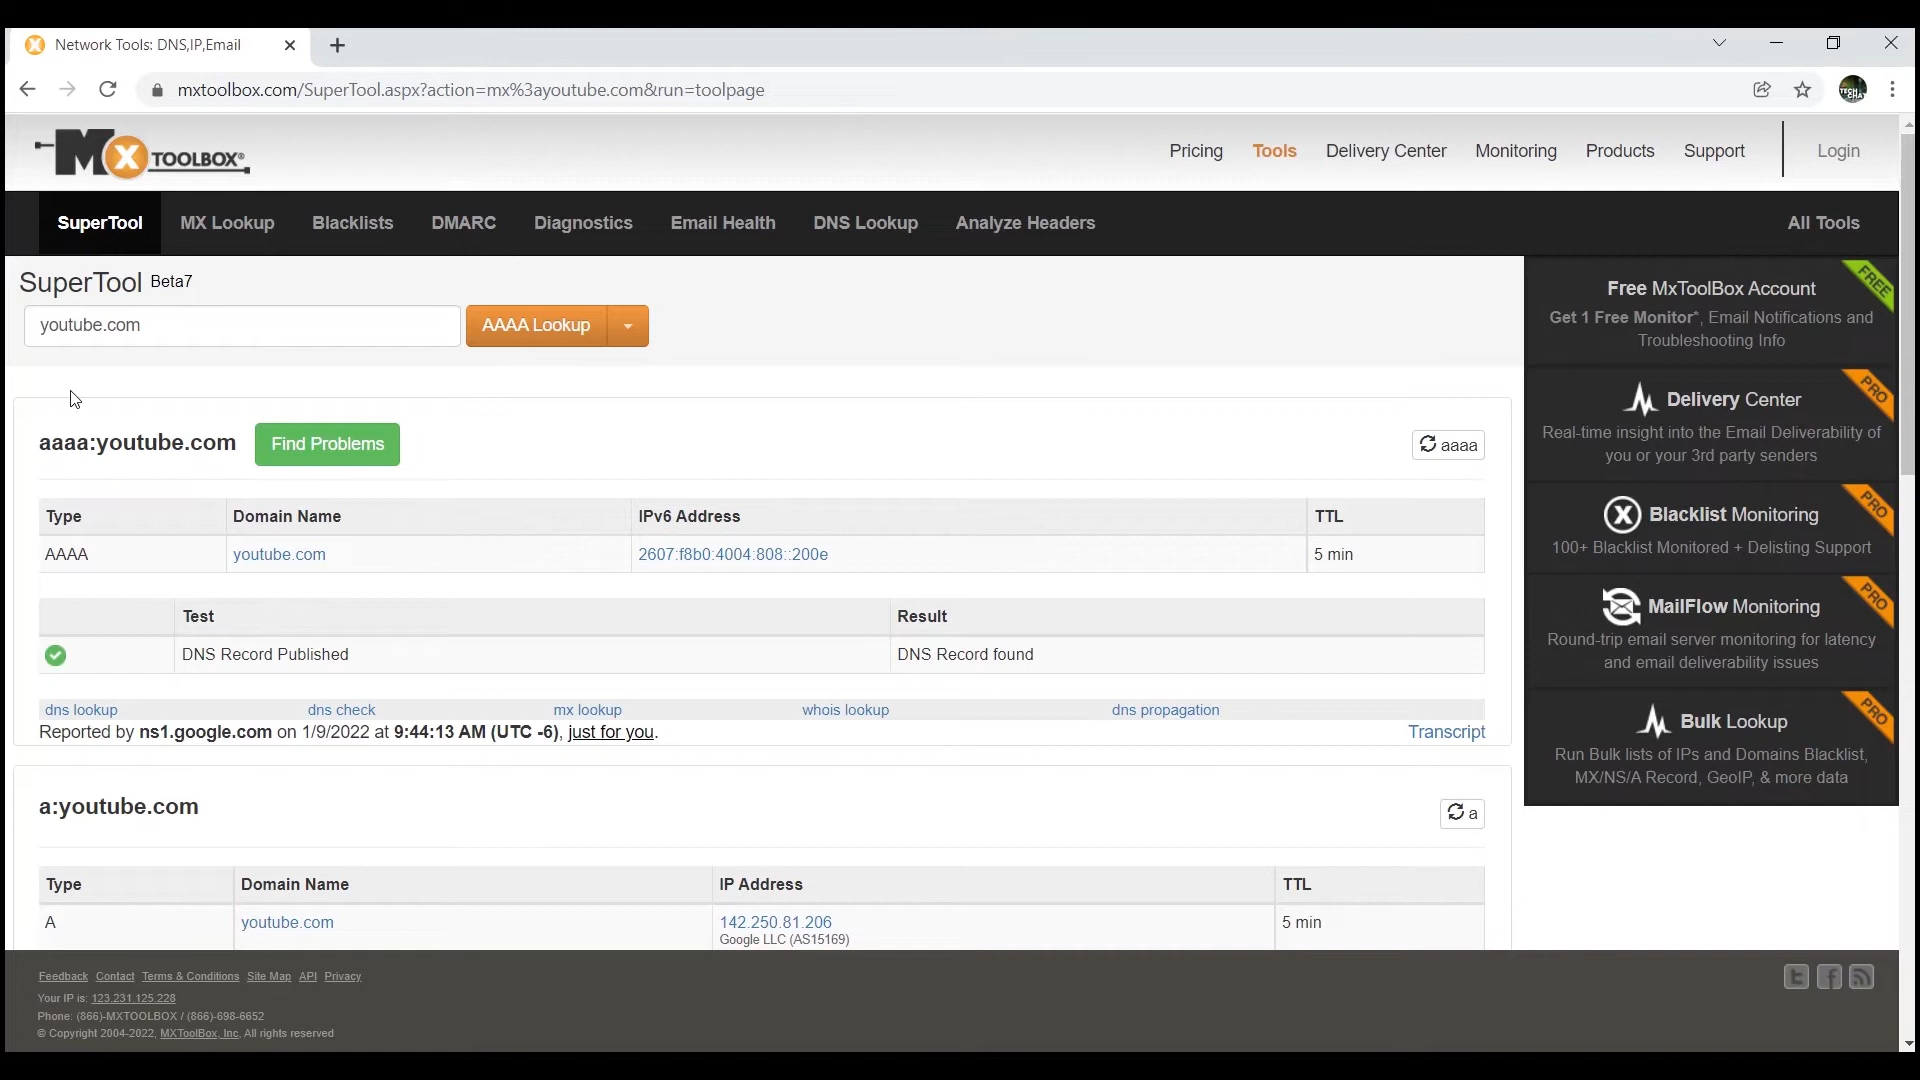 Network Tools: DNS,IP,Email
mxtoolbox.com/SuperTool.aspx?action=mx%3ayoutube.com&run=toolpage
TECH CHAT
MX TOOLBOX®
Pricing Tools Delivery Center Monitoring Products Support Login
SuperTool MX Lookup Blacklists DMARC Diagnostics Email Health DNS Lookup Analyze Headers All Tools
SuperTool Beta7
youtube.com AAAA Lookup
aaaa:youtube.com Find Problems aaaa
Type Domain Name IPv6 Address TTL
AAAA youtube.com 2607:f8b0:4004:808::200e 5 min
Test Result
DNS Record Published DNS Record found
dns lookup dns check mx lookup whois lookup dns propagation
Reported by ns1.google.com on 1/9/2022 at 9:44:13 AM (UTC -6), just for you. Transcript
a:youtube.com a
Type Domain Name IP Address TTL
A youtube.com 142.250.81.206 5 min
Google LLC (AS15169)
FREE
Free MxToolBox Account
Get 1 Free Monitor*, Email Notifications and
Troubleshooting Info
PRO
Delivery Center
Real-time insight into the Email Deliverability of
you or your 3rd party senders
PRO
Blacklist Monitoring
100+ Blacklist Monitored + Delisting Support
PRO
MailFlow Monitoring
Round-trip email server monitoring for latency
and email deliverability issues
PRO
Bulk Lookup
Run Bulk lists of IPs and Domains Blacklist,
MX/NS/A Record, GeoIP, & more data
Feedback Contact Terms & Conditions Site Map API Privacy
Your IP is: 123.231.125.228
Phone: (866)-MXTOOLBOX / (866)-698-6652
© Copyright 2004-2022, MXToolBox, Inc, All rights reserved